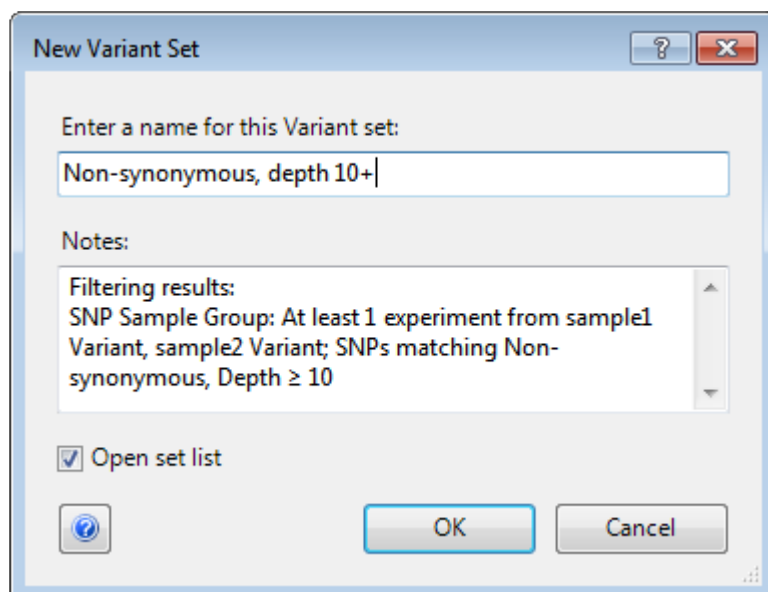 New Variant Set
Enter a name for this Variant set:
Non-synonymous, depth 10+
Notes:
Filtering results:
SNP Sample Group: At least 1 experiment from sample1
Variant, sample2 Variant; SNPs matching Non-
synonymous, Depth ≥ 10
Open set list
OK
Cancel